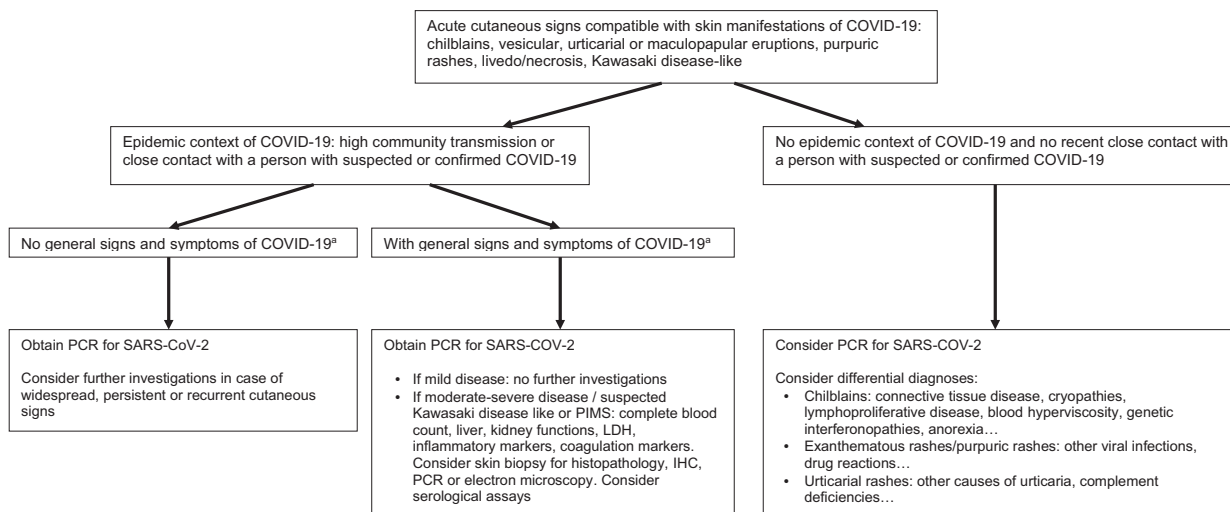 Acute cutaneous signs compatible with skin manifestations of COVID-19:
chilblains, vesicular, urticarial or maculopapular eruptions, purpuric
rashes, livedo/necrosis, Kawasaki disease-like
Epidemic context of COVID-19: high community transmission or
close contact with a person with suspected or confirmed COVID-19
No epidemic context of COVID-19 and no recent close contact with
a person with suspected or confirmed COVID-19
No general signs and symptoms of COVID-19ª
With general signs and symptoms of COVID-19ª
Obtain PCR for SARS-CoV-2
Consider further investigations in case of
widespread, persistent or recurrent cutaneous
signs
Obtain PCR for SARS-COV-2
• If mild disease: no further investigations
• If moderate-severe disease / suspected
Kawasaki disease like or PIMS: complete blood
count, liver, kidney functions, LDH,
inflammatory markers, coagulation markers.
Consider skin biopsy for histopathology, IHC,
PCR or electron microscopy. Consider
serological assays
Consider PCR for SARS-COV-2
Consider differential diagnoses:
• Chilblains: connective tissue disease, cryopathies,
lymphoproliferative disease, blood hyperviscosity, genetic
interferonopathies, anorexia…
• Exanthematous rashes/purpuric rashes: other viral infections,
drug reactions…
• Urticarial rashes: other causes of urticaria, complement
deficiencies…